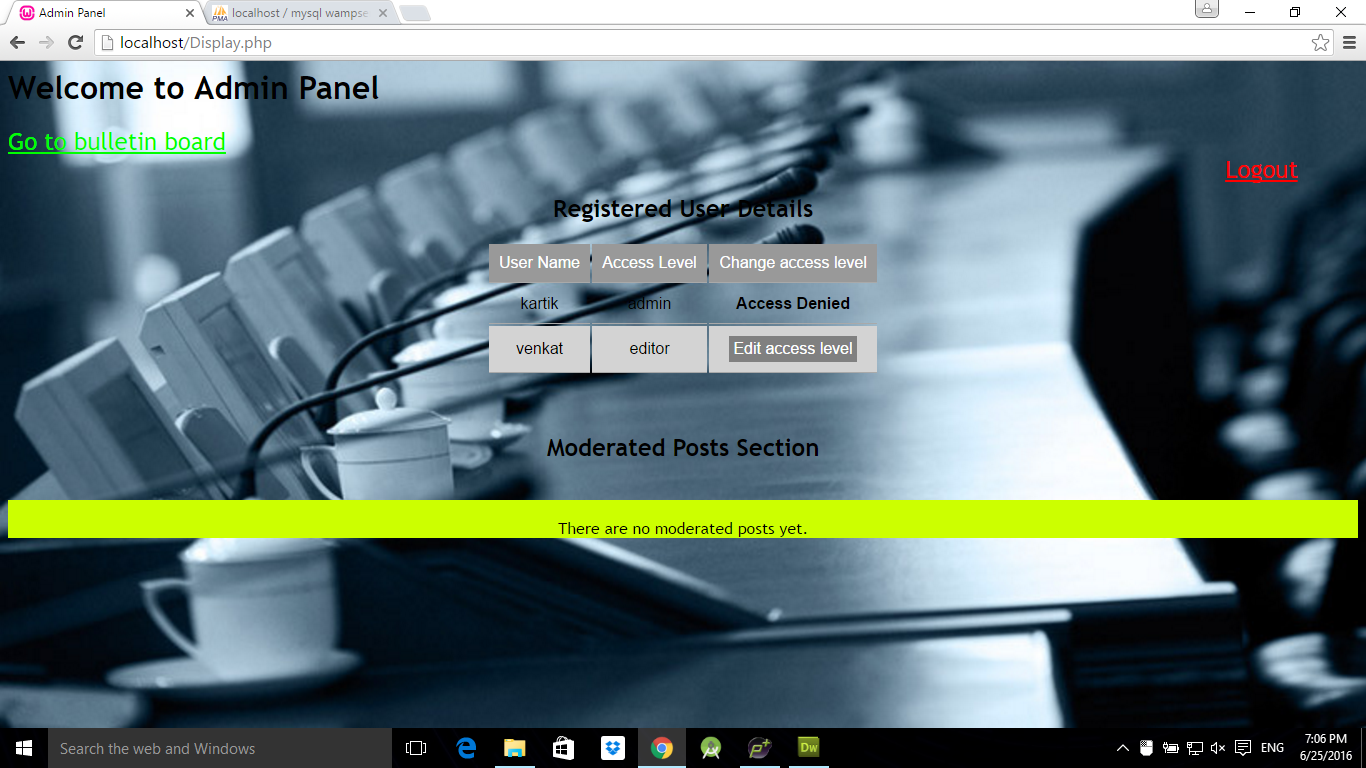 Admin Panel
localhost / mysql wampse
localhost/Display.php
Welcome to Admin Panel
Go to bulletin board
Logout
Registered User Details
User Name Access Level Change access level
kartik admin Access Denied
venkat editor Edit access level
Moderated Posts Section
There are no moderated posts yet.
Search the web and Windows
ENG
7:06 PM
6/25/2016
PMA
Dw